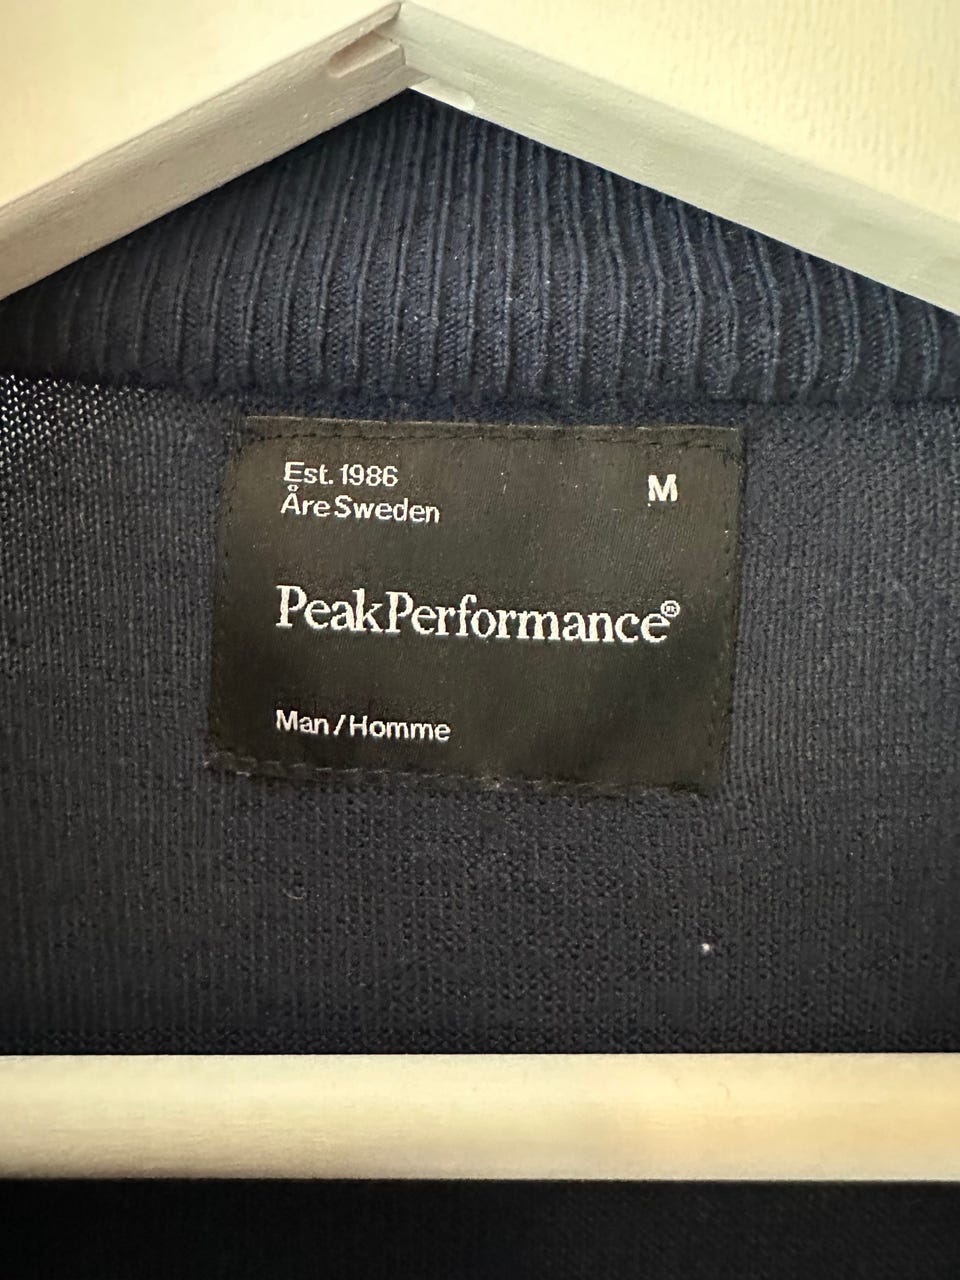 Est. 1986
M
Åre Sweden
PeakPerformance®
Man/Homme